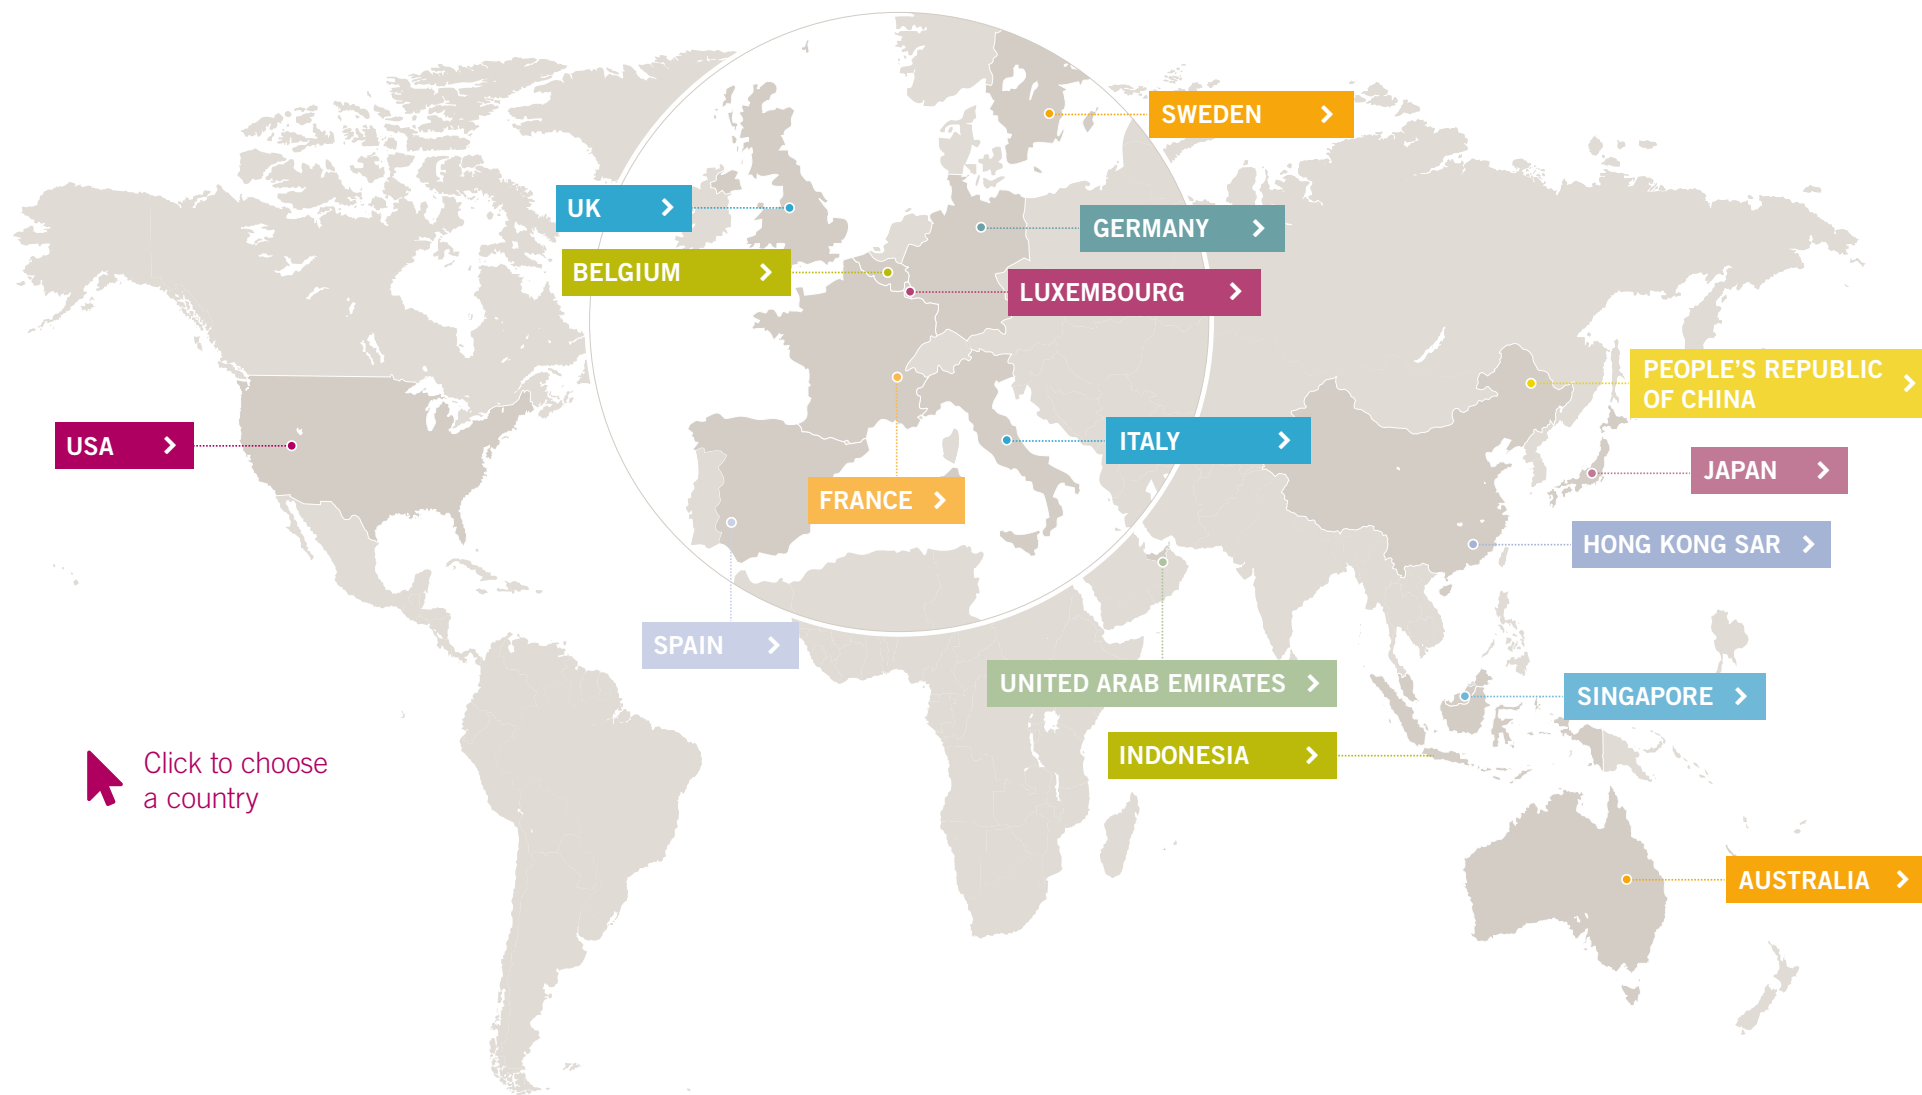 SWEDEN
UK
GERMANY
BELGIUM
LUXEMBOURG
PEOPLE'S REPUBLIC
OF CHINA
USA
ITALY
JAPAN
FRANCE
HONG KONG SAR
SPAIN
UNITED ARAB EMIRATES
SINGAPORE
INDONESIA
Click to choose
a country
AUSTRALIA